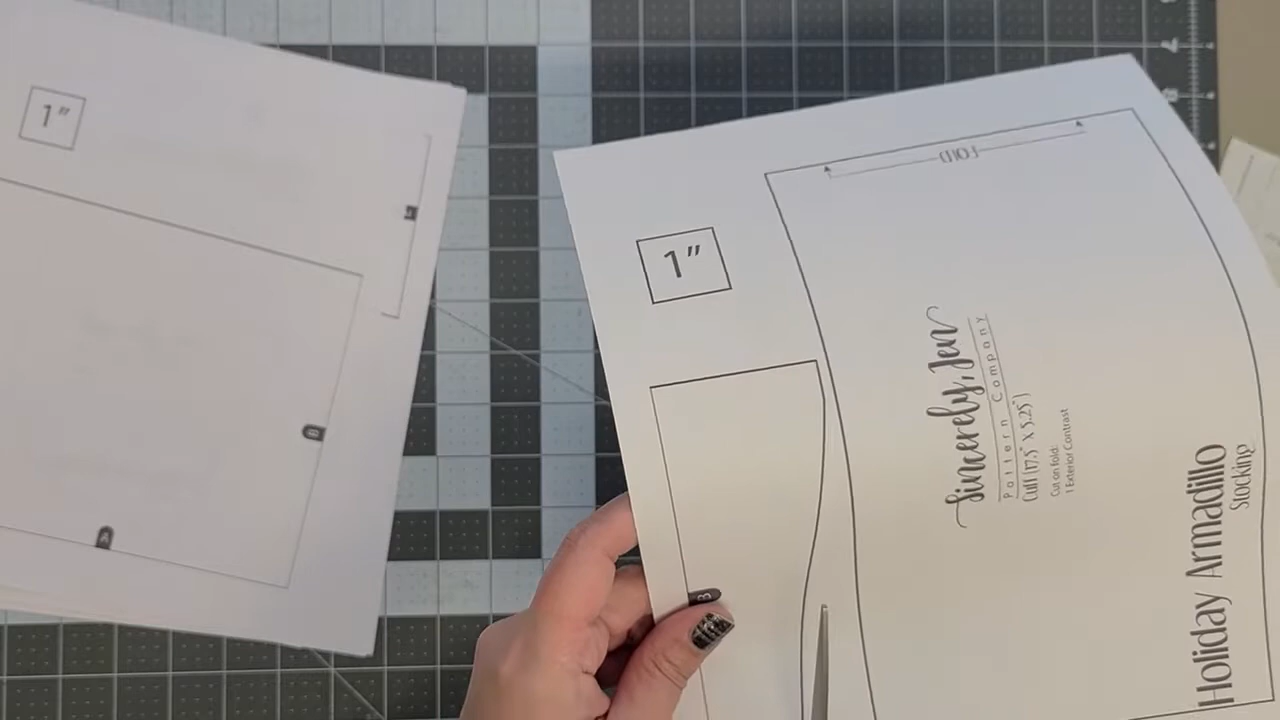 1”
1”
FOLD
Sincerely, Jen
Pattern Company
Cuff (17.5" X 5.25")
Cut on fold:
1 Exterior Contrast
Holiday Armadillo
Stocking
B
D
A